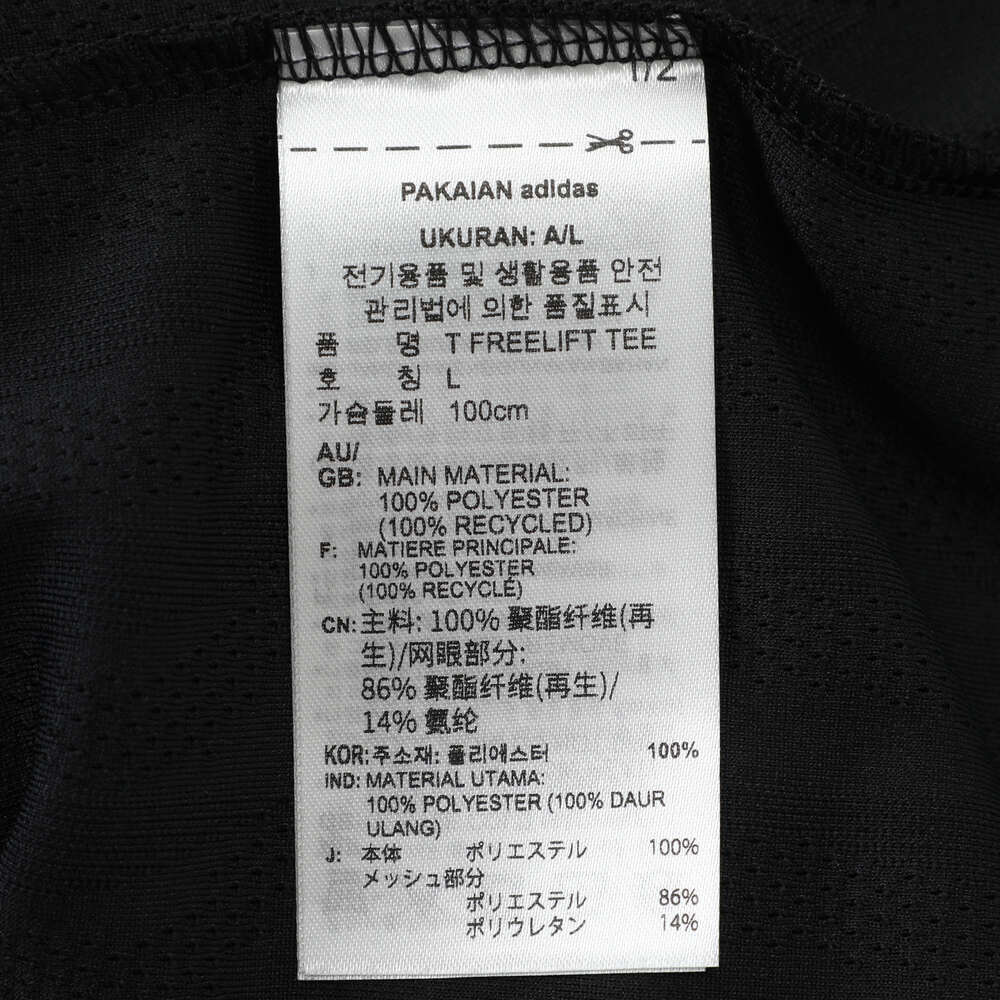 1/2
PAKAIAN adidas
UKURAN: A/L
전기용품 및 생활용품 안전
관리법에 의한 품질표시
품 명 T FREELIFT TEE
호 칭 L
가슴둘레 100cm
AU/
GB: MAIN MATERIAL:
100% POLYESTER
(100% RECYCLED)
F: MATIERE PRINCIPALE:
100% POLYESTER
(100% RECYCLÉ)
CN: 主料: 100% 聚酯纤维(再
生)/网眼部分:
86% 聚酯纤维(再生)/
14% 氨纶
KOR: 주소재: 폴리에스터 100%
IND: MATERIAL UTAMA:
100% POLYESTER (100% DAUR
ULANG)
J: 本体 ポリエステル 100%
メッシュ部分
ポリエステル 86%
ポリウレタン 14%